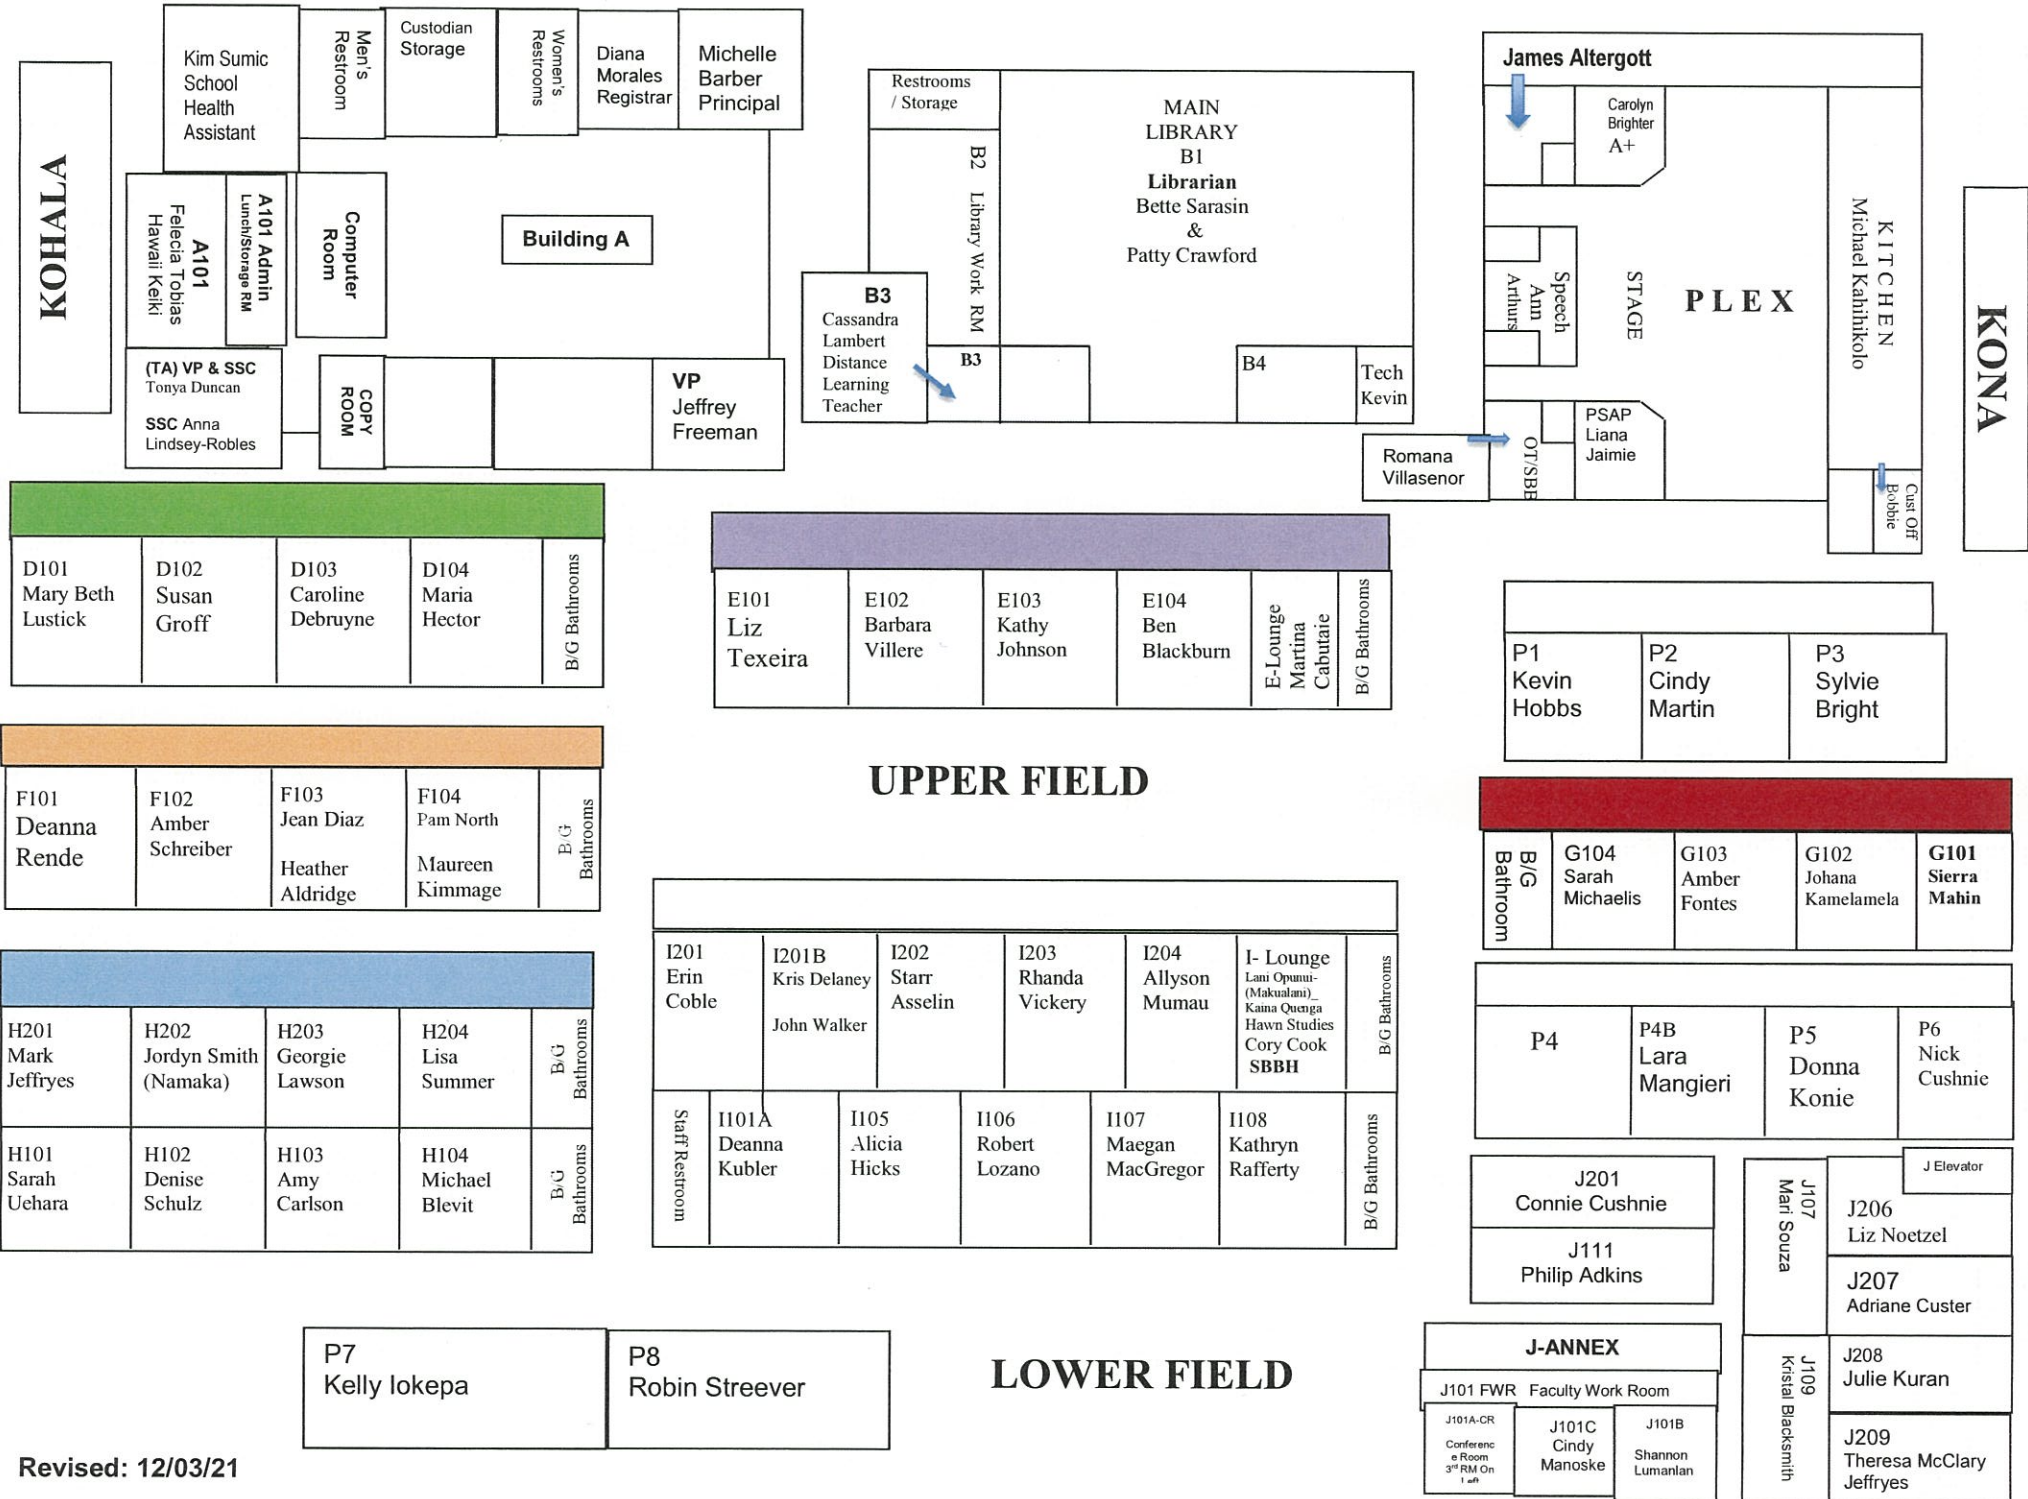 KOHALA
Kim Sumic
School
Health
Assistant
Men's
Restroom
Custodian
Storage
Women's
Restrooms
Diana
Morales
Registrar
Michelle
Barber
Principal
A101
Felecia Tobias
Hawaii Keiki
A101 Admin
Lunch/Storage RM
Computer
Room
Building A
(TA) VP & SSC
Tonya Duncan
SSC Anna
Lindsey-Robles
COPY
ROOM
VP
Jeffrey
Freeman
Restrooms
/ Storage
B2 Library Work RM
MAIN
LIBRARY
B1
Librarian
Bette Sarasin
&
Patty Crawford
B3
Cassandra
Lambert
Distance
Learning
Teacher
B3
B4
Tech
Kevin
James Altergott
Carolyn
Brighter
A+
Speech
Ann
Arthurs
STAGE
PLEX
KITCHEN
Michael Kahihikolo
KONA
Romana
Villasenor
OT/SBB
PSAP
Liana
Jaimie
Cust Off
Bobbie
D101
Mary Beth
Lustick
D102
Susan
Groff
D103
Caroline
Debruyne
D104
Maria
Hector
B/G Bathrooms
E101
Liz
Texeira
E102
Barbara
Villere
E103
Kathy
Johnson
E104
Ben
Blackburn
E-Lounge
Martina
Cabutaie
B/G Bathrooms
P1
Kevin
Hobbs
P2
Cindy
Martin
P3
Sylvie
Bright
F101
Deanna
Rende
F102
Amber
Schreiber
F103
Jean Diaz
Heather
Aldridge
F104
Pam North
Maureen
Kimmage
B/G
Bathrooms
UPPER FIELD
B/G
Bathroom
G104
Sarah
Michaelis
G103
Amber
Fontes
G102
Johana
Kamelamela
G101
Sierra
Mahin
H201
Mark
Jeffryes
H202
Jordyn Smith
(Namaka)
H203
Georgie
Lawson
H204
Lisa
Summer
B/G
Bathrooms
H101
Sarah
Uehara
H102
Denise
Schulz
H103
Amy
Carlson
H104
Michael
Blevit
B/G
Bathrooms
I201
Erin
Coble
I201B
Kris Delaney
John Walker
I202
Starr
Asselin
I203
Rhanda
Vickery
I204
Allyson
Mumau
I- Lounge
Lani Opunui-
(Makualani)_
Kaina Quenga
Hawn Studies
Cory Cook
SBBH
B/G Bathrooms
Staff Restroom
I101A
Deanna
Kubler
I105
Alicia
Hicks
I106
Robert
Lozano
I107
Maegan
MacGregor
I108
Kathryn
Rafferty
B/G Bathrooms
P4
P4B
Lara
Mangieri
P5
Donna
Konie
P6
Nick
Cushnie
J201
Connie Cushnie
J111
Philip Adkins
J107
Mari Souza
J Elevator
J206
Liz Noetzel
J207
Adriane Custer
J109
Kristal Blacksmith
J208
Julie Kuran
J209
Theresa McClary
Jeffryes
J-ANNEX
J101 FWR Faculty Work Room
J101A-CR
Conferenc
e Room
3rd RM On
Left
J101C
Cindy
Manoske
J101B
Shannon
Lumanlan
P7
Kelly Iokepa
P8
Robin Streever
LOWER FIELD
Revised: 12/03/21